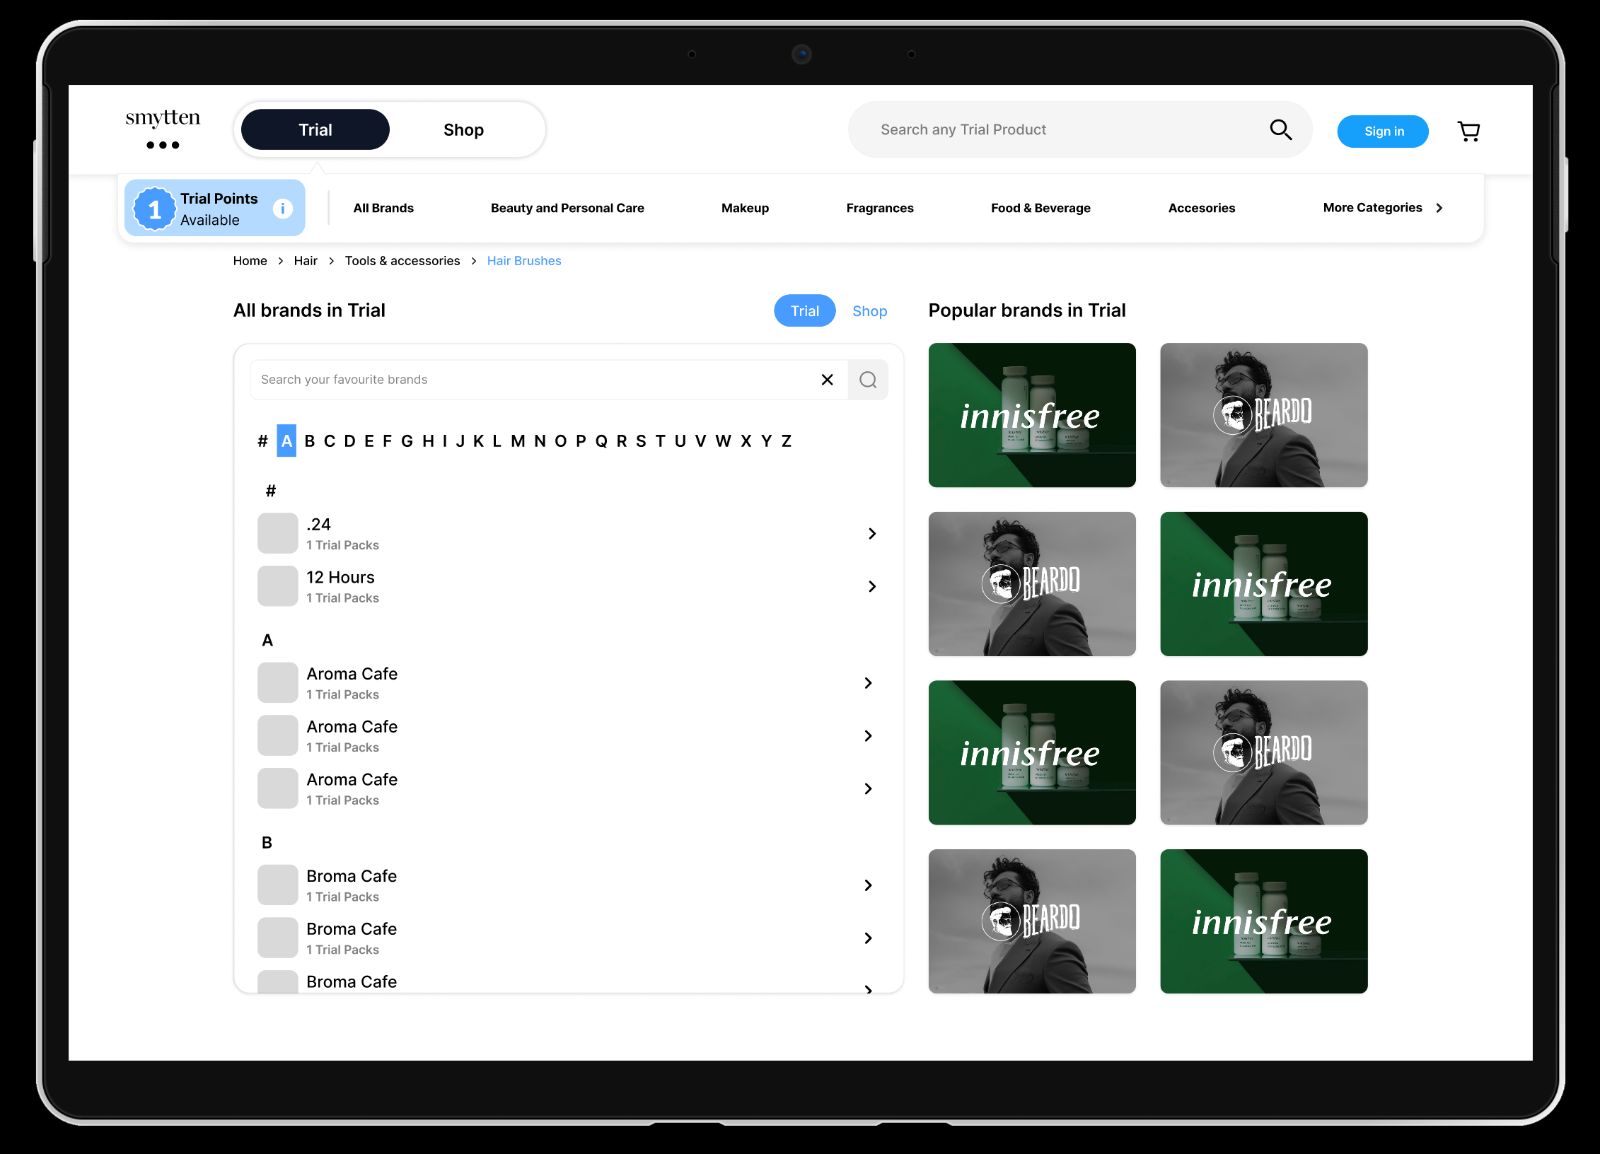 smytten
Trial
Shop
Search any Trial Product
Sign in
1
Trial Points
Available
i
All Brands
Beauty and Personal Care
Makeup
Fragrances
Food & Beverage
Accesories
More Categories
Home > Hair > Tools & accessories > Hair Brushes
All brands in Trial
Trial
Shop
Search your favourite brands
# A B C D E F G H I J K L M N O P Q R S T U V W X Y Z
#
.24
1 Trial Packs
12 Hours
1 Trial Packs
A
Aroma Cafe
1 Trial Packs
Aroma Cafe
1 Trial Packs
Aroma Cafe
1 Trial Packs
B
Broma Cafe
1 Trial Packs
Broma Cafe
1 Trial Packs
Broma Cafe
Popular brands in Trial
innisfree
BEARDO
BEARDO
innisfree
innisfree
BEARDO
BEARDO
innisfree